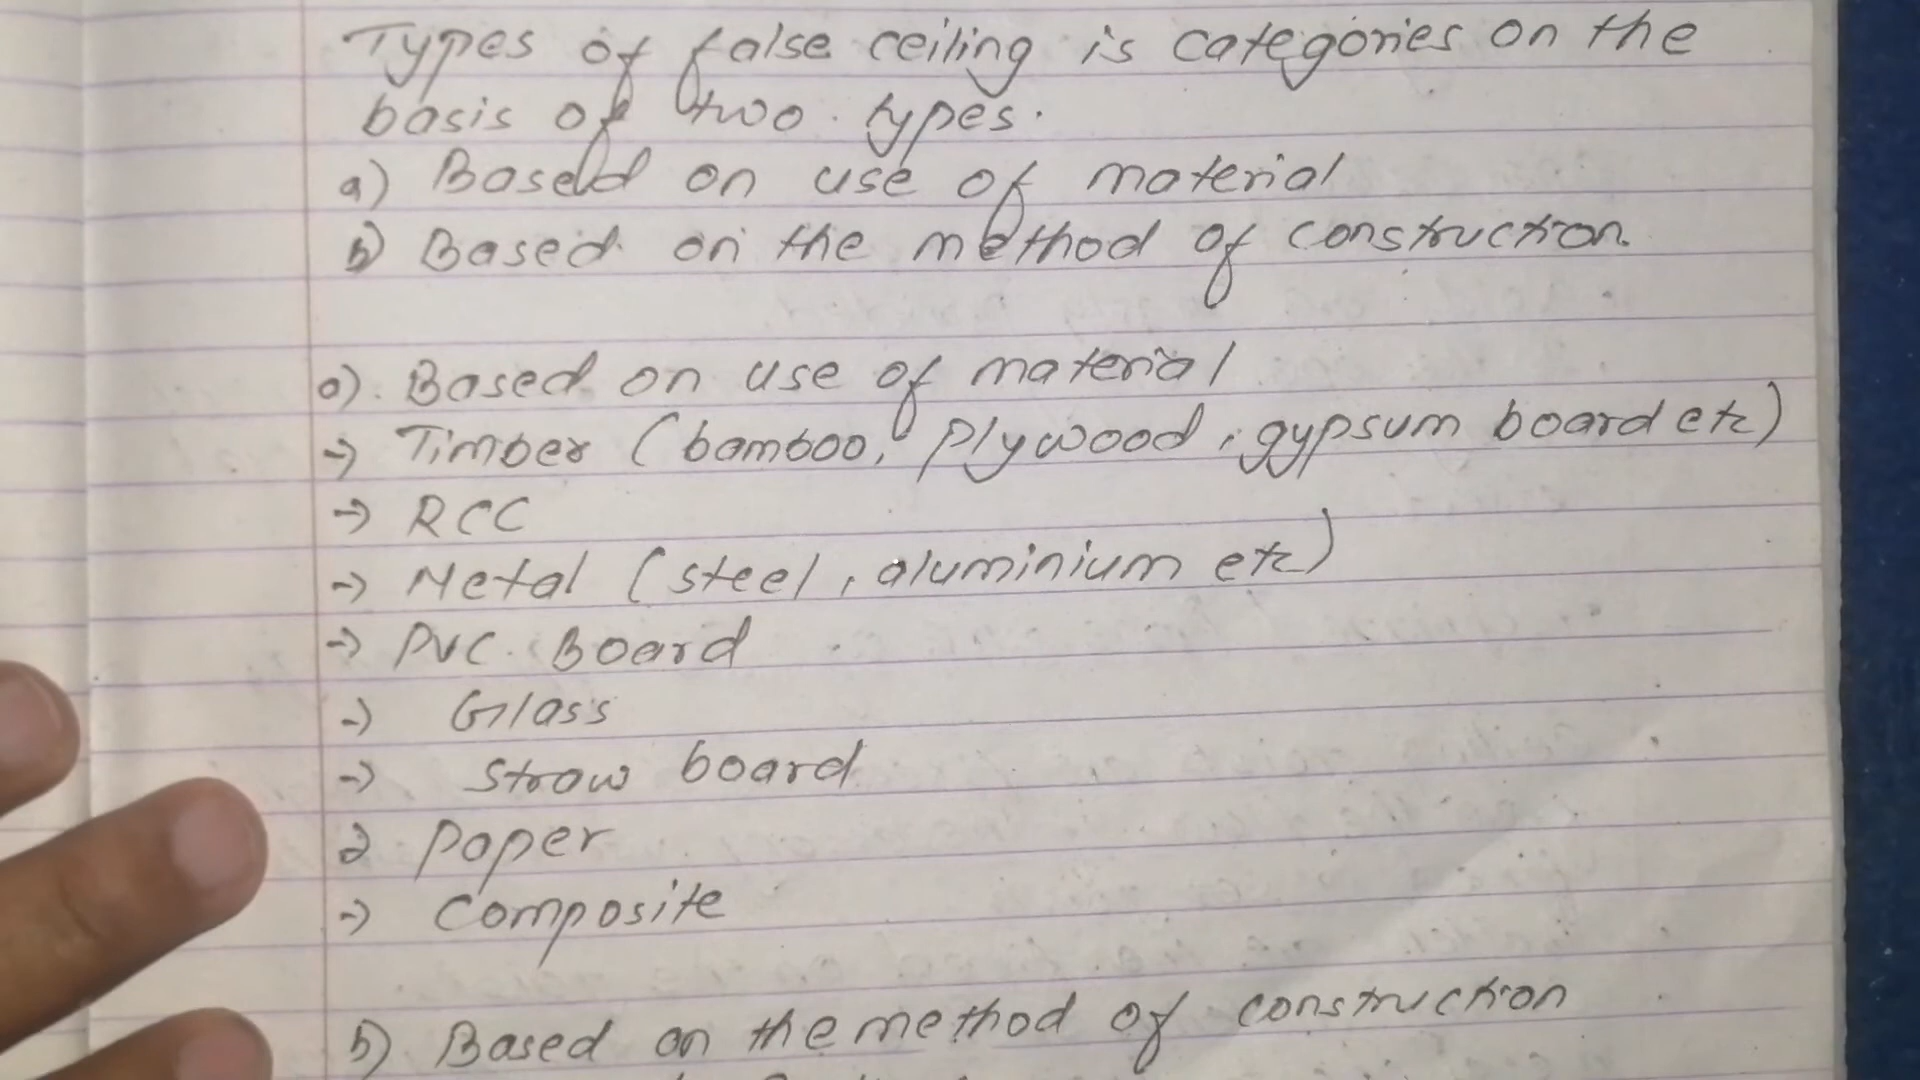 Types of false ceiling is categories on the
basis of two types.
a) Based on use of material
b) Based on the method of construction.
a). Based on use of material
→ Timber (bamboo, plywood, gypsum board etc)
→ RCC
→ Metal (steel, aluminium etc)
→ PVC Board
→ Glass
→ Straw board
→ Paper
→ Composite
b) Based on the method of construction